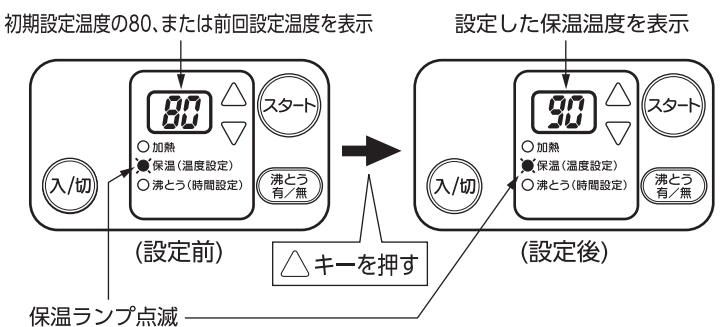 初期設定温度の80、または前回設定温度を表示
設定した保温温度を表示
80
スタート
加熱
保温(温度設定)
沸とう(時間設定)
入/切
沸とう
有/無
(設定前)
90
スタート
加熱
保温(温度設定)
沸とう(時間設定)
入/切
沸とう
有/無
(設定後)
△キーを押す
保温ランプ点滅